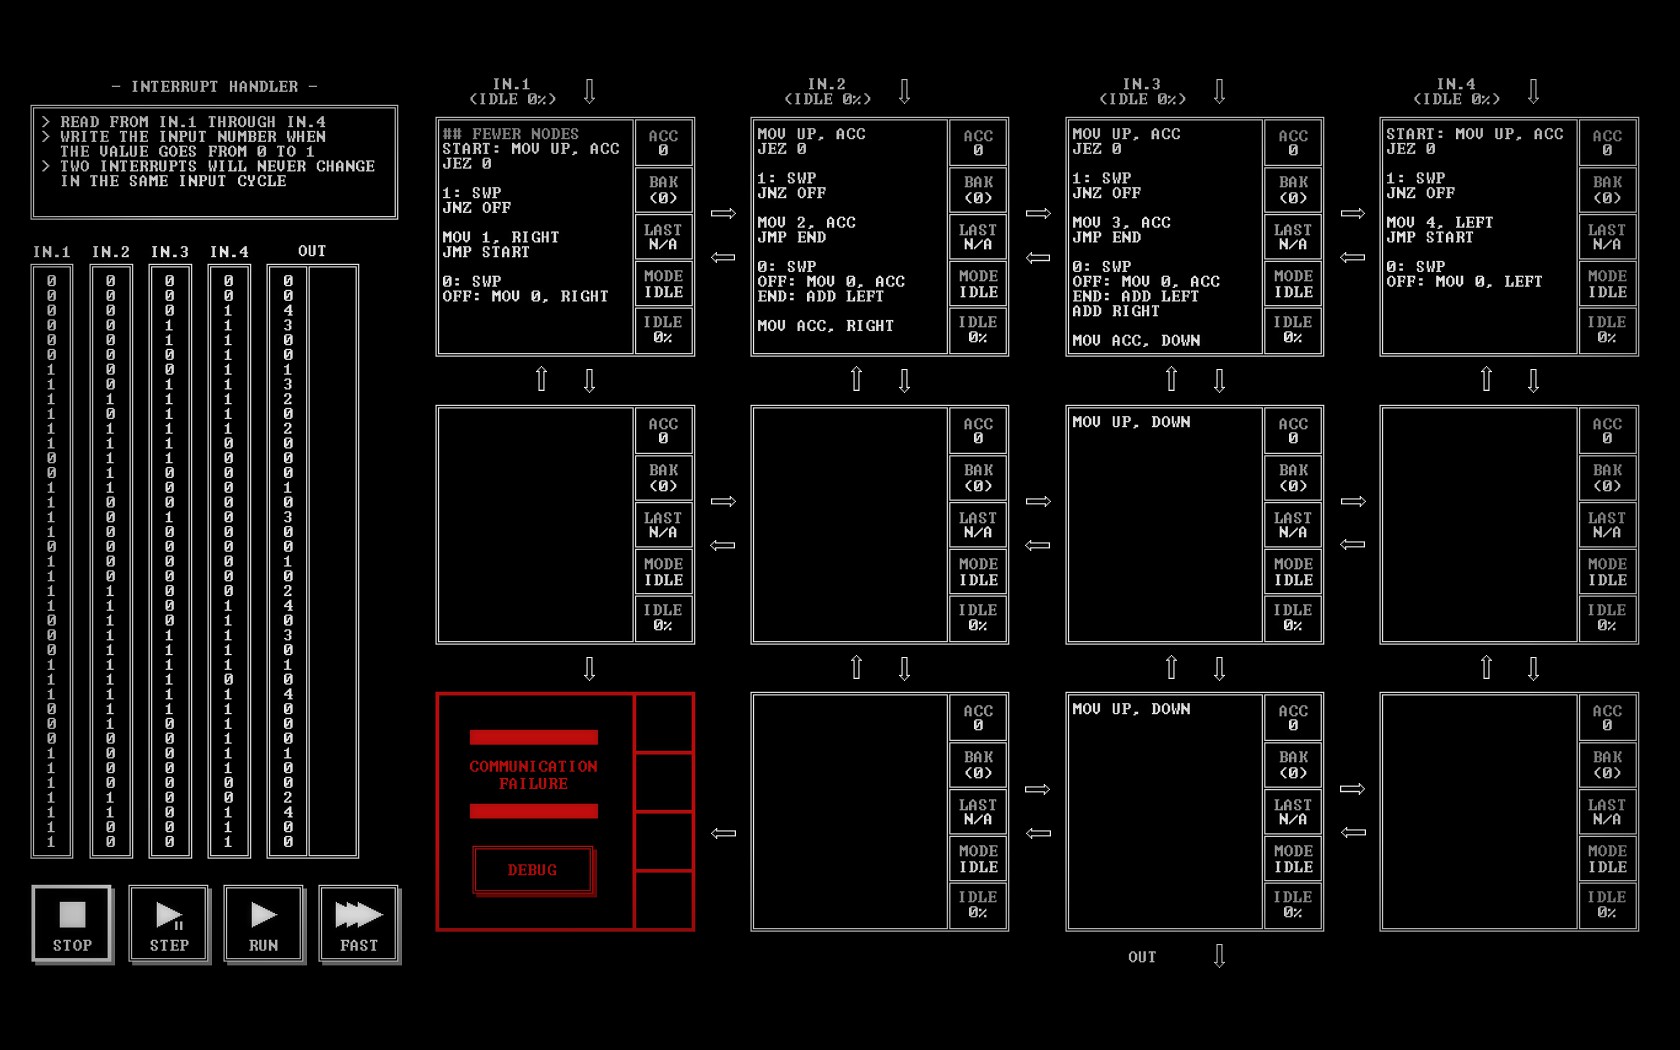 - INTERRUPT HANDLER -
> READ FROM IN.1 THROUGH IN.4
> WRITE THE INPUT NUMBER WHEN
THE VALUE GOES FROM 0 TO 1
> TWO INTERRUPTS WILL NEVER CHANGE
IN THE SAME INPUT CYCLE
IN.1 IN.2 IN.3 IN.4 OUT
0 0 0 0 0
0 0 0 0 0
0 0 0 1 4
0 0 1 1 3
0 0 1 1 0
0 0 0 1 0
1 0 0 1 1
1 0 1 1 3
1 1 1 1 2
1 0 1 1 0
1 1 1 1 2
1 1 1 0 0
0 1 1 0 0
0 1 0 0 0
1 1 0 0 1
1 0 0 0 0
1 0 1 0 3
0 0 0 0 0
0 0 0 0 0
1 0 0 0 1
1 0 0 0 0
1 1 0 0 2
1 1 0 1 4
0 1 0 1 0
0 1 1 1 3
0 1 1 1 0
1 1 1 1 1
1 1 1 0 0
1 1 1 1 4
0 1 1 1 0
0 1 0 1 0
0 0 0 1 0
1 0 0 1 1
1 0 0 1 0
1 0 0 0 0
1 1 0 0 2
1 1 0 1 4
1 0 0 1 0
1 0 0 1 0
STOP
STEP
RUN
FAST
IN.1
(IDLE 0%)
IN.2
(IDLE 0%)
IN.3
(IDLE 0%)
IN.4
(IDLE 0%)
## FEWER NODES
START: MOV UP, ACC
JEZ 0
1: SWP
JNZ OFF
MOV 1, RIGHT
JMP START
0: SWP
OFF: MOV 0, RIGHT
ACC
0
BAK
(0)
LAST
N/A
MODE
IDLE
IDLE
0%
MOV UP, ACC
JEZ 0
1: SWP
JNZ OFF
MOV 2, ACC
JMP END
0: SWP
OFF: MOV 0, ACC
END: ADD LEFT
MOV ACC, RIGHT
ACC
0
BAK
(0)
LAST
N/A
MODE
IDLE
IDLE
0%
MOV UP, ACC
JEZ 0
1: SWP
JNZ OFF
MOV 3, ACC
JMP END
0: SWP
OFF: MOV 0, ACC
END: ADD LEFT
ADD RIGHT
MOV ACC, DOWN
ACC
0
BAK
(0)
LAST
N/A
MODE
IDLE
IDLE
0%
START: MOV UP, ACC
JEZ 0
1: SWP
JNZ OFF
MOV 4, LEFT
JMP START
0: SWP
OFF: MOV 0, LEFT
ACC
0
BAK
(0)
LAST
N/A
MODE
IDLE
IDLE
0%
ACC
0
BAK
(0)
LAST
N/A
MODE
IDLE
IDLE
0%
ACC
0
BAK
(0)
LAST
N/A
MODE
IDLE
IDLE
0%
MOV UP, DOWN
ACC
0
BAK
(0)
LAST
N/A
MODE
IDLE
IDLE
0%
ACC
0
BAK
(0)
LAST
N/A
MODE
IDLE
IDLE
0%
COMMUNICATION
FAILURE
DEBUG
ACC
0
BAK
(0)
LAST
N/A
MODE
IDLE
IDLE
0%
MOV UP, DOWN
ACC
0
BAK
(0)
LAST
N/A
MODE
IDLE
IDLE
0%
ACC
0
BAK
(0)
LAST
N/A
MODE
IDLE
IDLE
0%
OUT